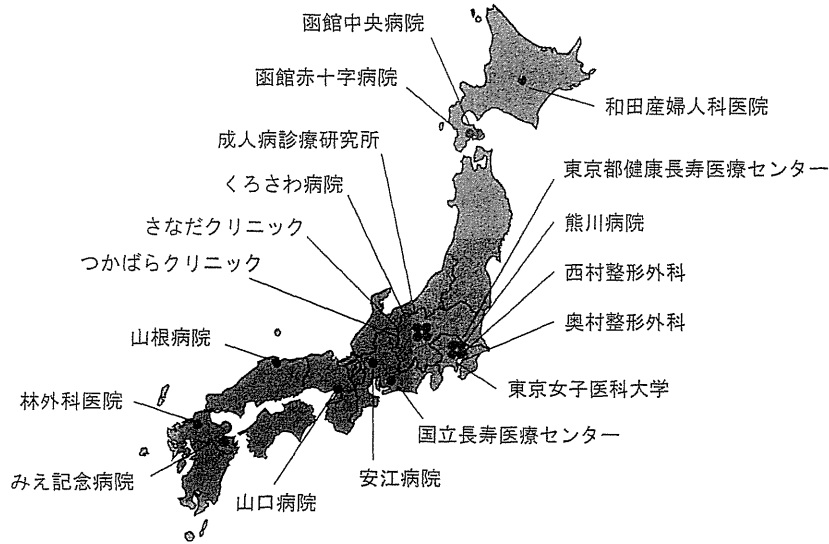 函館中央病院
函館赤十字病院
和田産婦人科医院
成人病診療研究所
東京都健康長寿医療センター
くろさわ病院
熊川病院
さなだクリニック
つかばらクリニック
西村整形外科
奥村整形外科
山根病院
東京女子医科大学
林外科医院
国立長寿医療センター
みえ記念病院
安江病院
山口病院